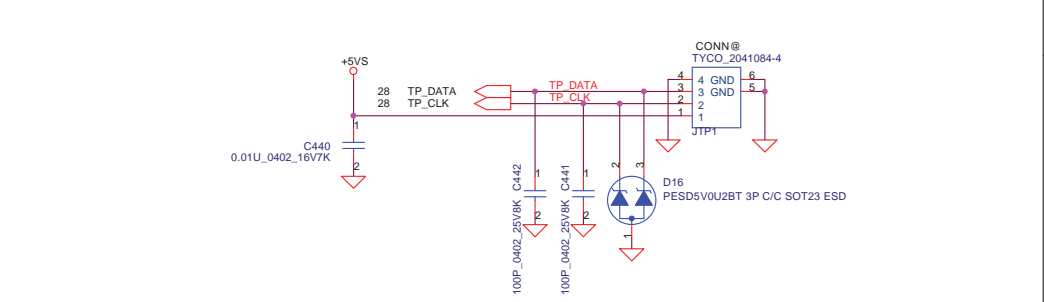 CONN@
TYCO_2041084-4
+5VS
4 4 GND 6
28 TP_DATA TP_DATA 3 3 GND 5
28 TP_CLK TP_CLK 2 2
1 1
JTP1
1
C440
0.01U_0402_16V7K
2
2 3
1 1
D16
PESD5V0U2BT 3P C/C SOT23 ESD
2 2
1
100P_0402_25V8K C442
100P_0402_25V8K C441